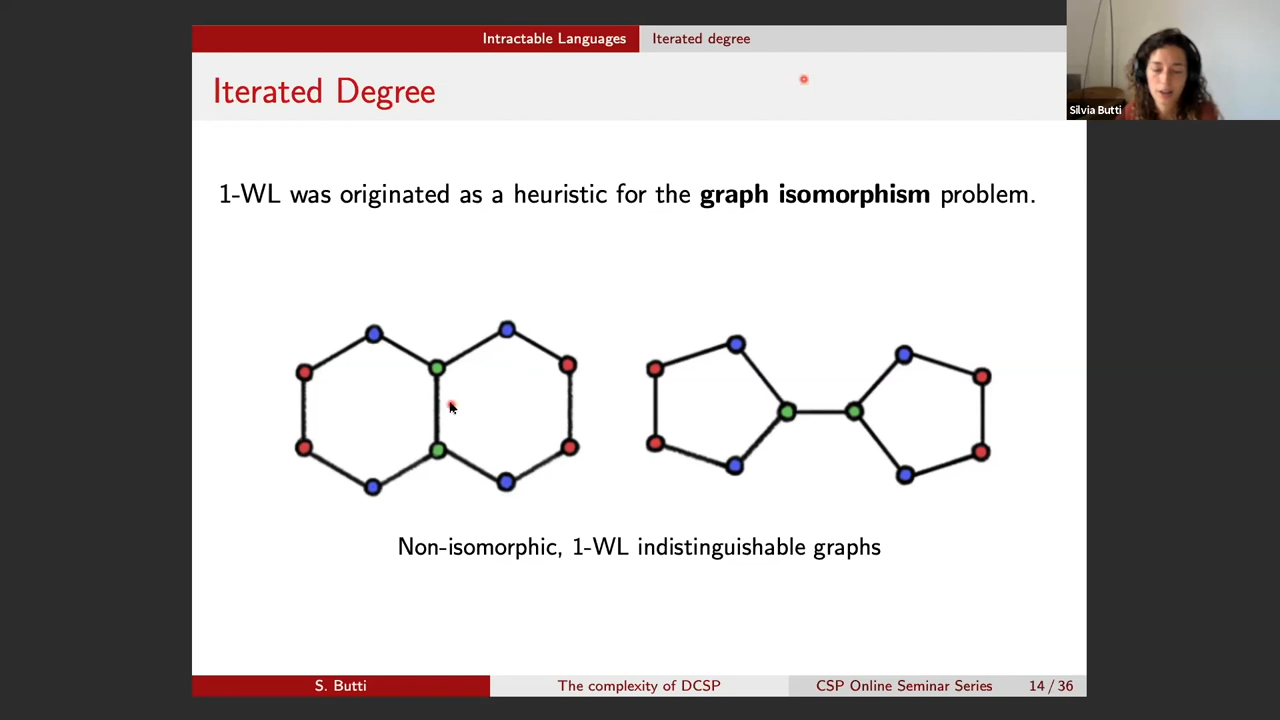 Intractable Languages Iterated degree
Iterated Degree
Silvia Butti
1-WL was originated as a heuristic for the graph isomorphism problem.
Non-isomorphic, 1-WL indistinguishable graphs
S. Butti The complexity of DCSP CSP Online Seminar Series 14 / 36